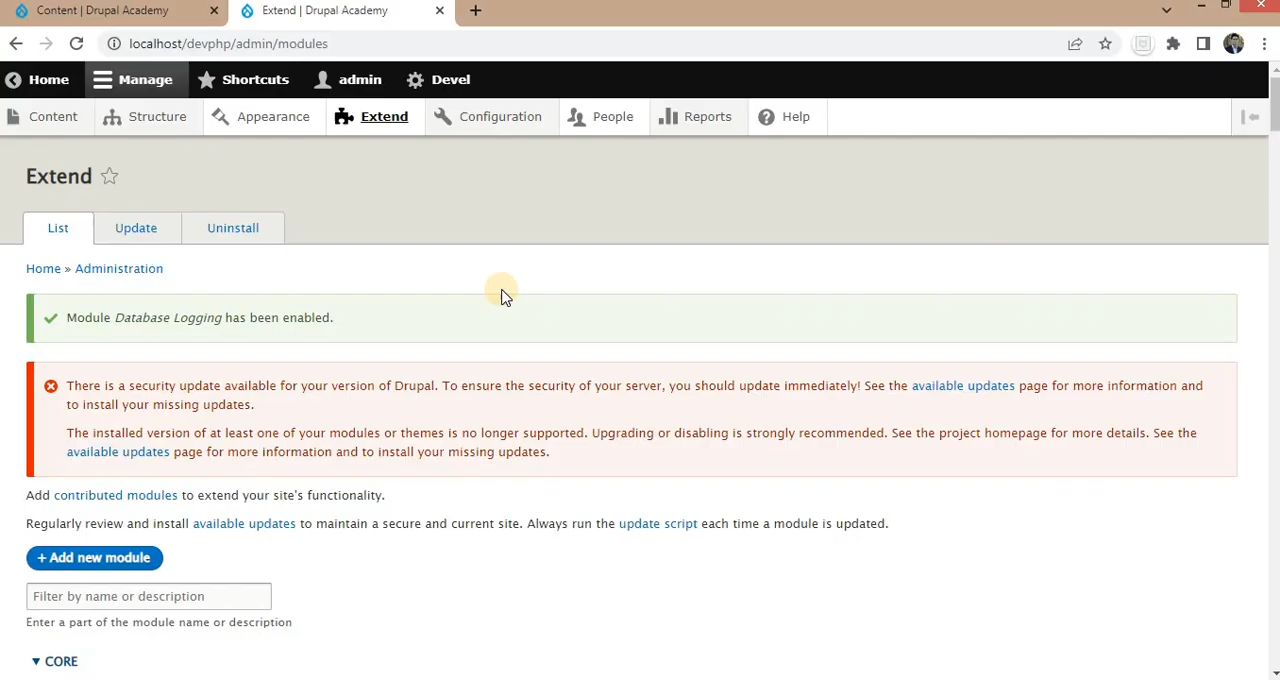 Content | Drupal Academy
Extend | Drupal Academy
localhost/devphp/admin/modules
Home Manage Shortcuts admin Devel
Content Structure Appearance Extend Configuration People Reports Help
Extend
List Update Uninstall
Home » Administration
Module Database Logging has been enabled.
There is a security update available for your version of Drupal. To ensure the security of your server, you should update immediately! See the available updates page for more information and
to install your missing updates.
The installed version of at least one of your modules or themes is no longer supported. Upgrading or disabling is strongly recommended. See the project homepage for more details. See the
available updates page for more information and to install your missing updates.
Add contributed modules to extend your site's functionality.
Regularly review and install available updates to maintain a secure and current site. Always run the update script each time a module is updated.
+ Add new module
Filter by name or description
Enter a part of the module name or description
▼ CORE